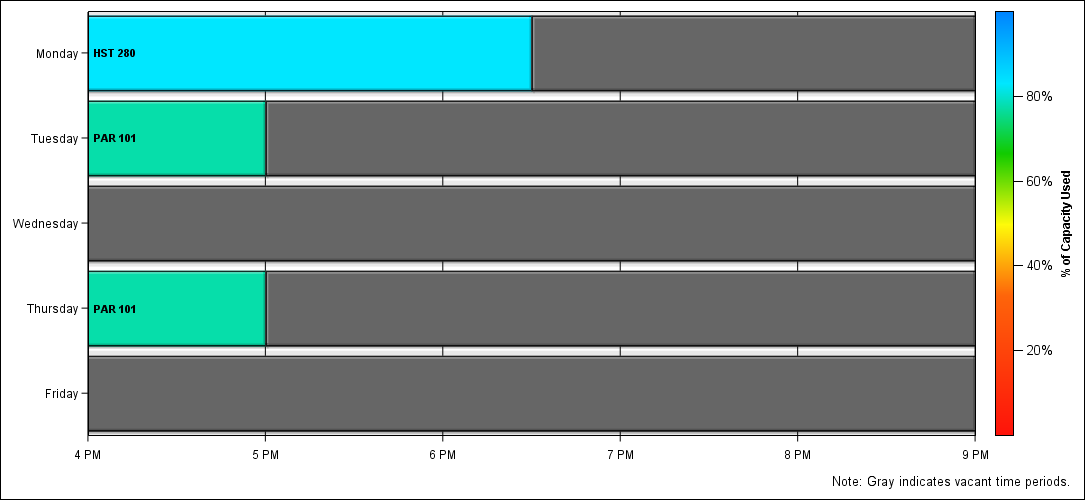 Monday
HST 280
Tuesday
PAR 101
Wednesday
Thursday
PAR 101
Friday
4 PM 5 PM 6 PM 7 PM 8 PM 9 PM
80%
60%
40%
20%
% of Capacity Used
Note: Gray indicates vacant time periods.